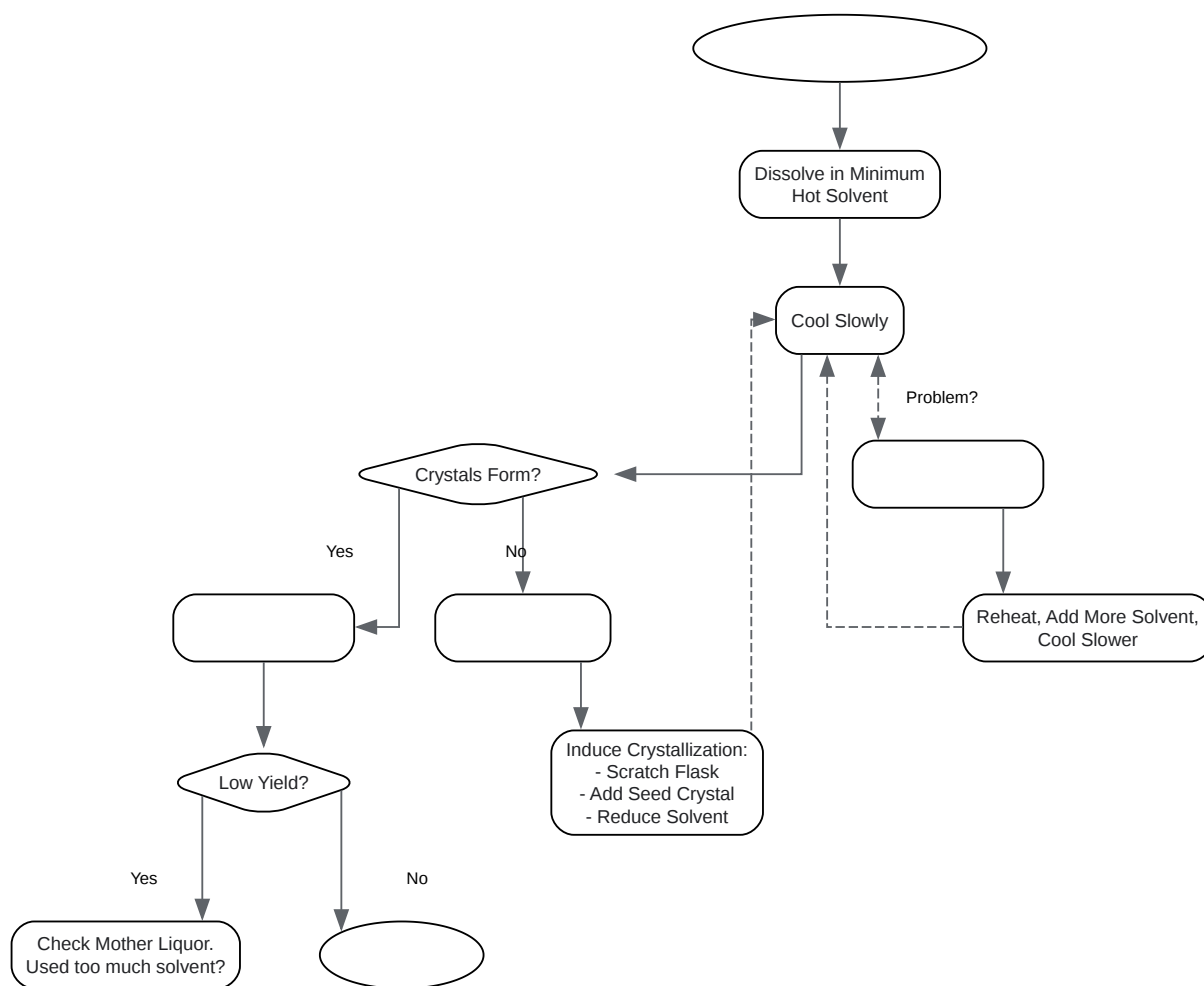 Dissolve in Minimum
Hot Solvent
Cool Slowly
Problem?
Crystals Form?
Yes
No
Reheat, Add More Solvent,
Cool Slower
Induce Crystallization:
- Scratch Flask
- Add Seed Crystal
- Reduce Solvent
Low Yield?
Yes
No
Check Mother Liquor.
Used too much solvent?